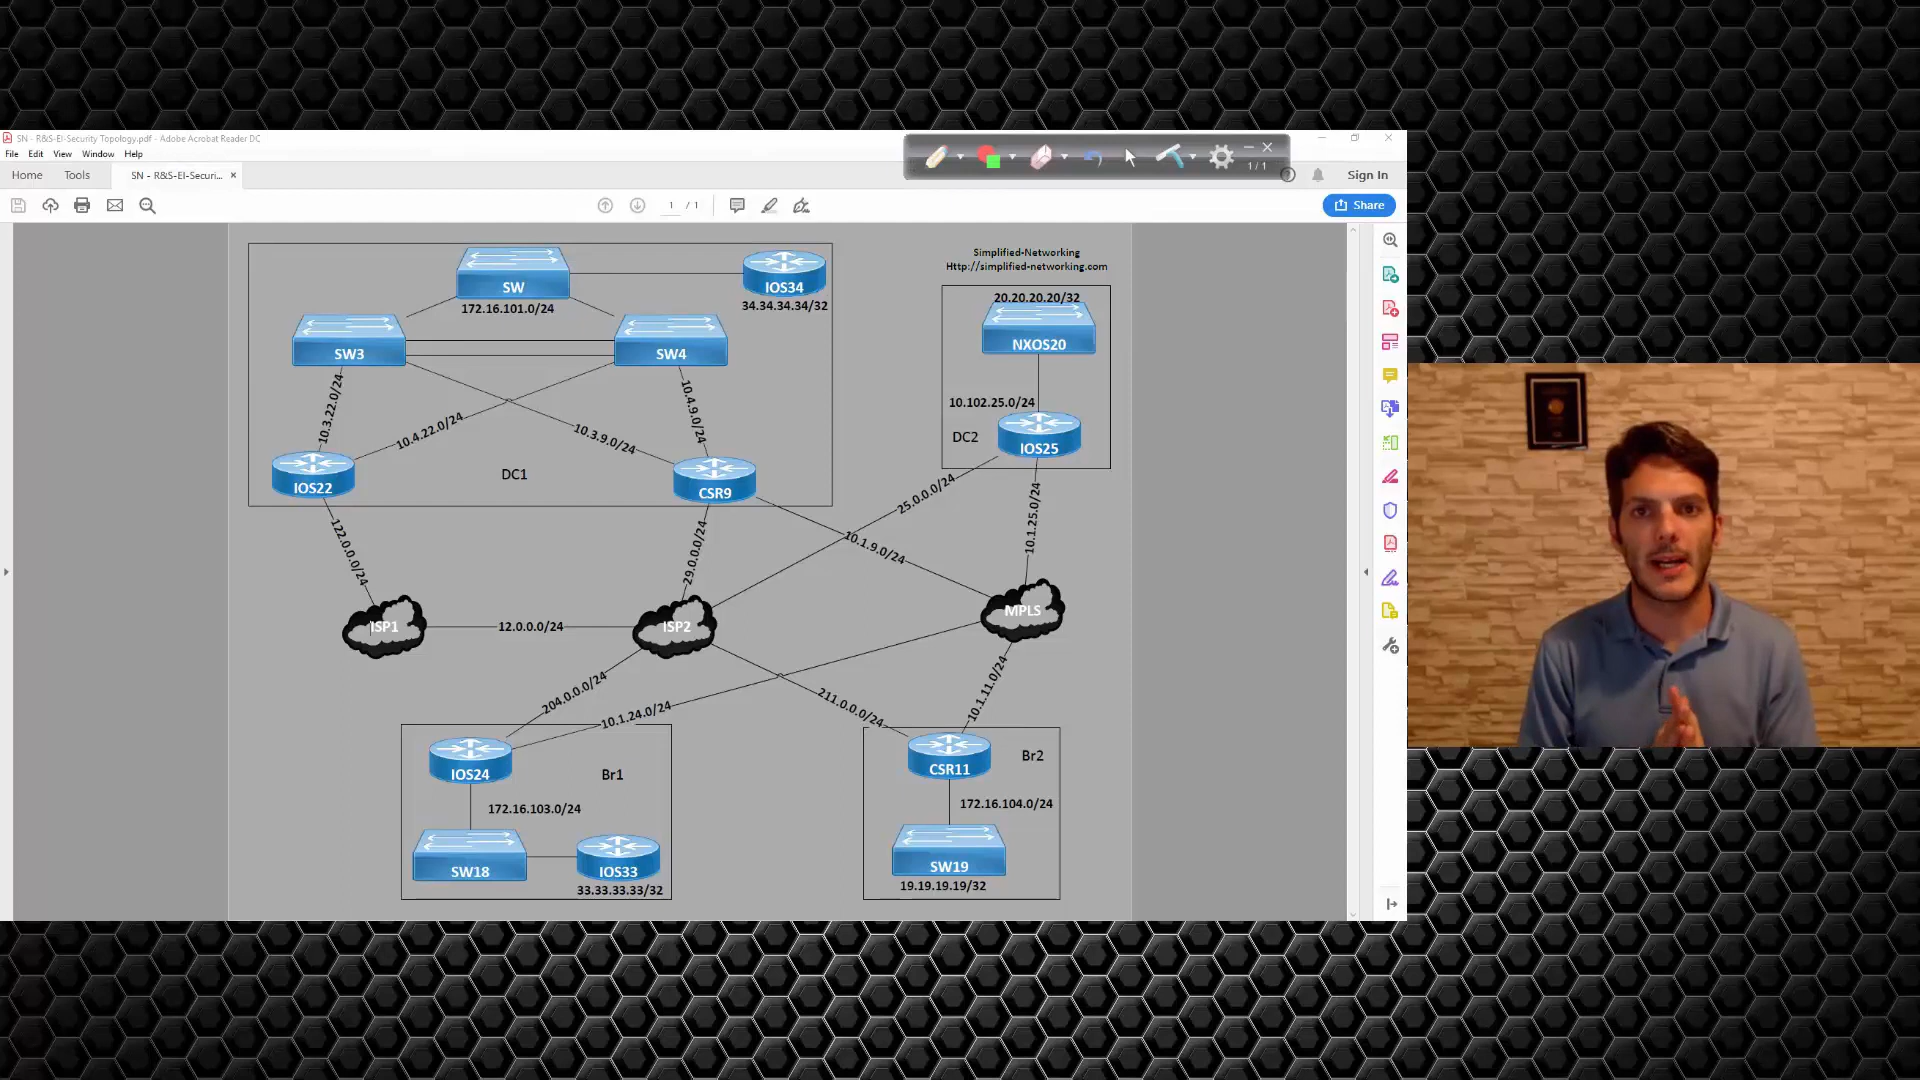 SN - R&S-EI-Security Topology.pdf - Adobe Acrobat Reader DC
File Edit View Window Help
1 / 1
Home Tools SN - R&S-EI-Securi... × Sign In
1 / 1 Share
Simplified-Networking
Http://simplified-networking.com
SW
IOS34
172.16.101.0/24
34.34.34.34/32
20.20.20.20/32
NXOS20
SW3
SW4
10.3.22.0/24
10.4.22.0/24
10.3.9.0/24
10.4.9.0/24
10.102.25.0/24
DC2
IOS25
IOS22
DC1
CSR9
122.0.0.0/24
29.0.0.0/24
25.0.0.0/24
10.1.9.0/24
10.1.25.0/24
ISP1
12.0.0.0/24
ISP2
MPLS
204.0.0.0/24
10.1.24.0/24
211.0.0.0/24
10.1.11.0/24
IOS24
Br1
CSR11
Br2
172.16.103.0/24
172.16.104.0/24
SW18
IOS33
33.33.33.33/32
SW19
19.19.19.19/32